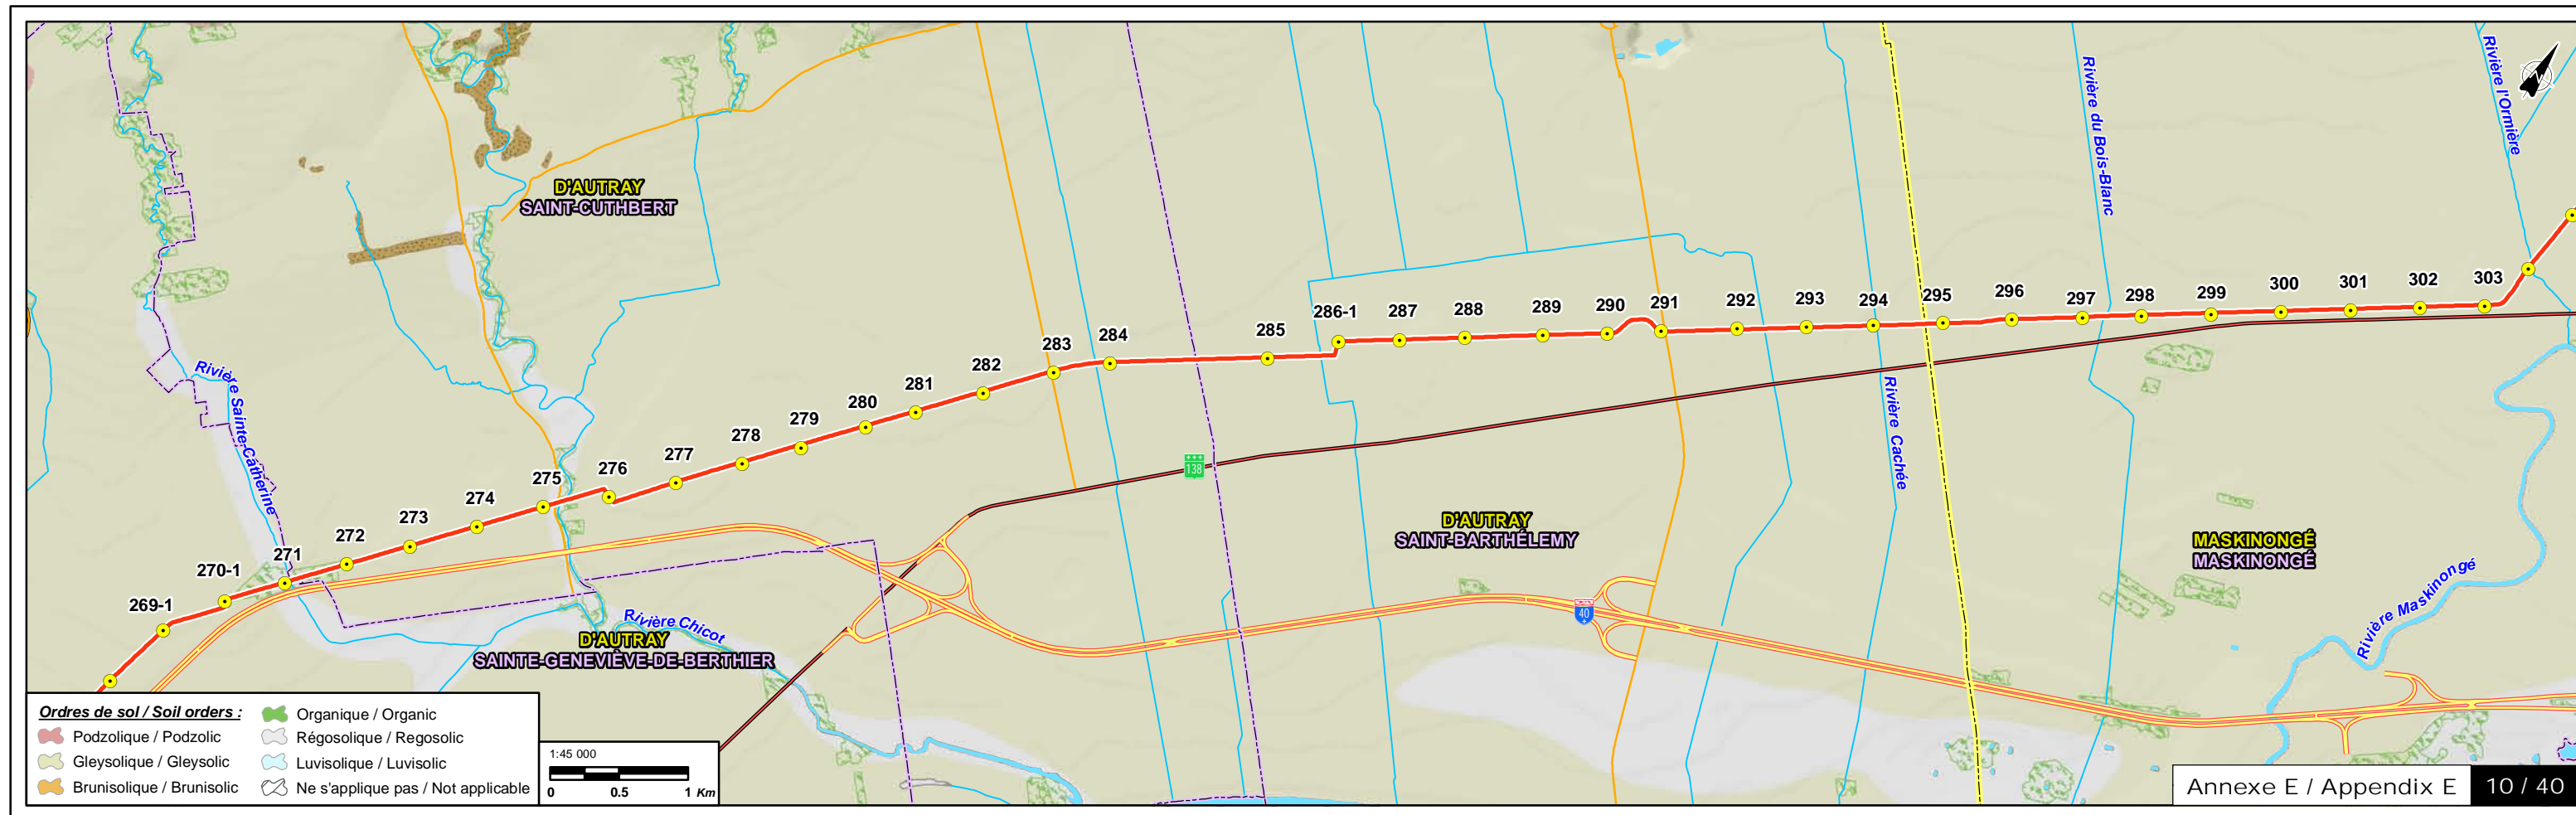 Rivière l'Ormière
Rivière du Bois-Blanc
D'AUTRAY
SAINT-CUTHBERT
303
302
301
300
299
298
297
296
295
294
293
292
291
290
289
288
287
286-1
285
284
283
282
281
280
279
278
277
276
275
274
273
272
271
270-1
269-1
Rivière Sainte-Catherine
Rivière Cachée
138
D'AUTRAY
SAINT-BARTHÉLEMY
MASKINONGÉ
MASKINONGÉ
Rivière Maskinongé
40
Rivière Chicot
D'AUTRAY
SAINTE-GENEVIÈVE-DE-BERTHIER
Ordres de sol / Soil orders :
Podzolique / Podzolic
Gleysolique / Gleysolic
Brunisolique / Brunisolic
Organique / Organic
Régosolique / Regosolic
Luvisolique / Luvisolic
Ne s'applique pas / Not applicable
1:45 000
0 0.5 1 Km
Annexe E / Appendix E 10 / 40